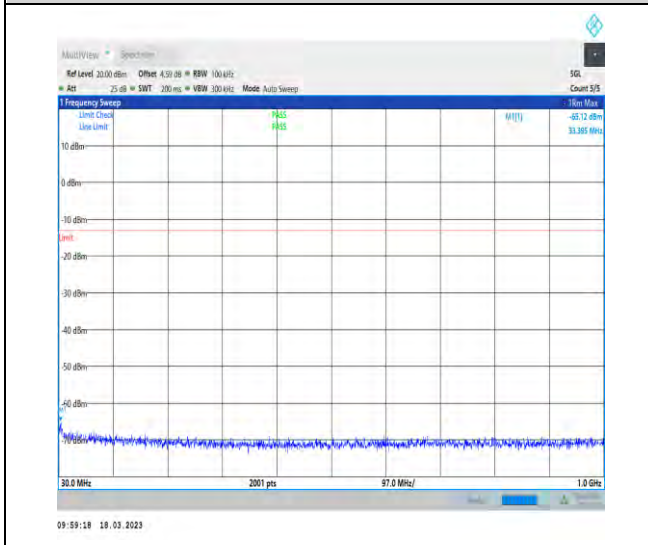 MultiView Spectrum
Ref Level 20.00 dBm Offset 4.59 dB RBW 100 kHz SGL
Att 25 dB SWT 200 ms VBW 300 kHz Mode Auto Sweep Count 5/5
1 Frequency Sweep 1Rm Max
Limit Check PASS M1[1] -65.12 dBm
Line Limit PASS 33.395 MHz
10 dBm
0 dBm
-10 dBm
Limit
-20 dBm
-30 dBm
-40 dBm
-50 dBm
-60 dBm
M1
-70 dBm
30.0 MHz 2001 pts 97.0 MHz/ 1.0 GHz
09:59:18 18.03.2023